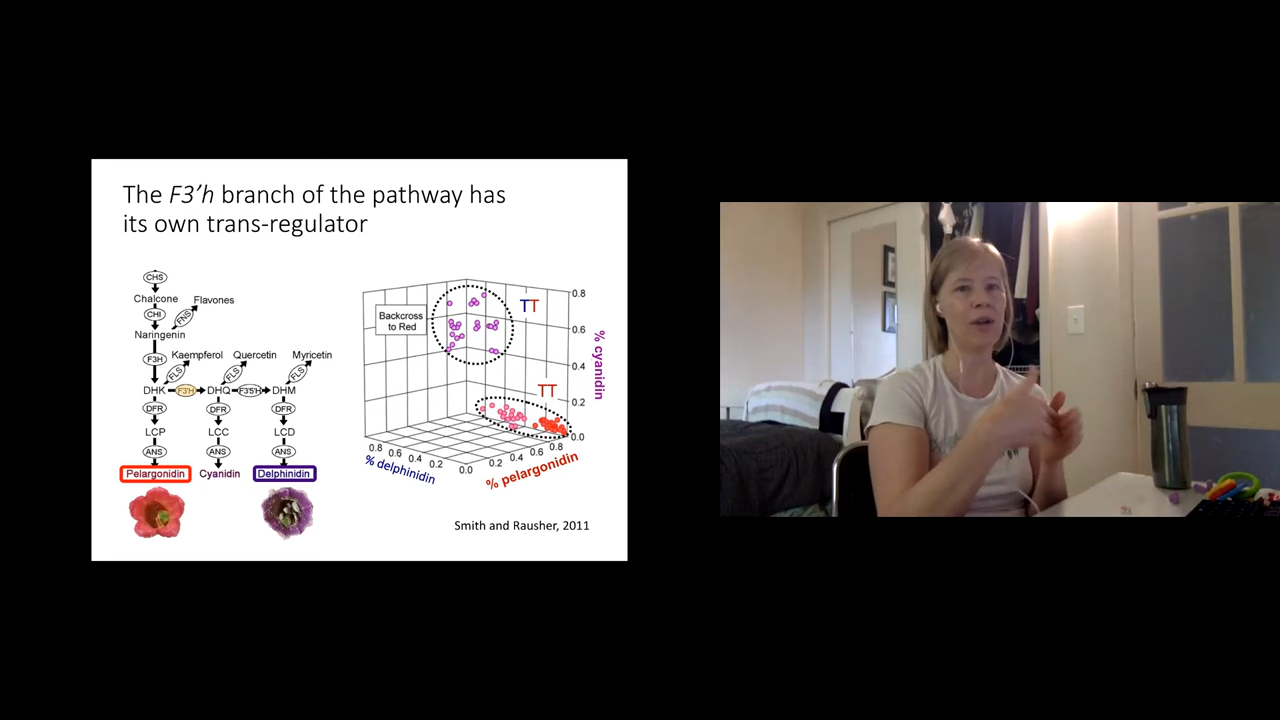 The F3'h branch of the pathway has
its own trans-regulator
CHS
Chalcone
Flavones
CHI
FNS
Naringenin
F3H
Kaempferol
Quercetin
Myricetin
FLS
FLS
FLS
DHK
F3'H
DHQ
F3'5'H
DHM
DFR
DFR
DFR
LCP
LCC
LCD
ANS
ANS
ANS
Pelargonidin
Cyanidin
Delphinidin
Backcross
to Red
TT
TT
0.8
0.6
0.4
0.2
0.0
% cyanidin
0.8
0.6
0.4
0.2
0.0
% delphinidin
0.2
0.4
0.6
0.8
% pelargonidin
Smith and Rausher, 2011